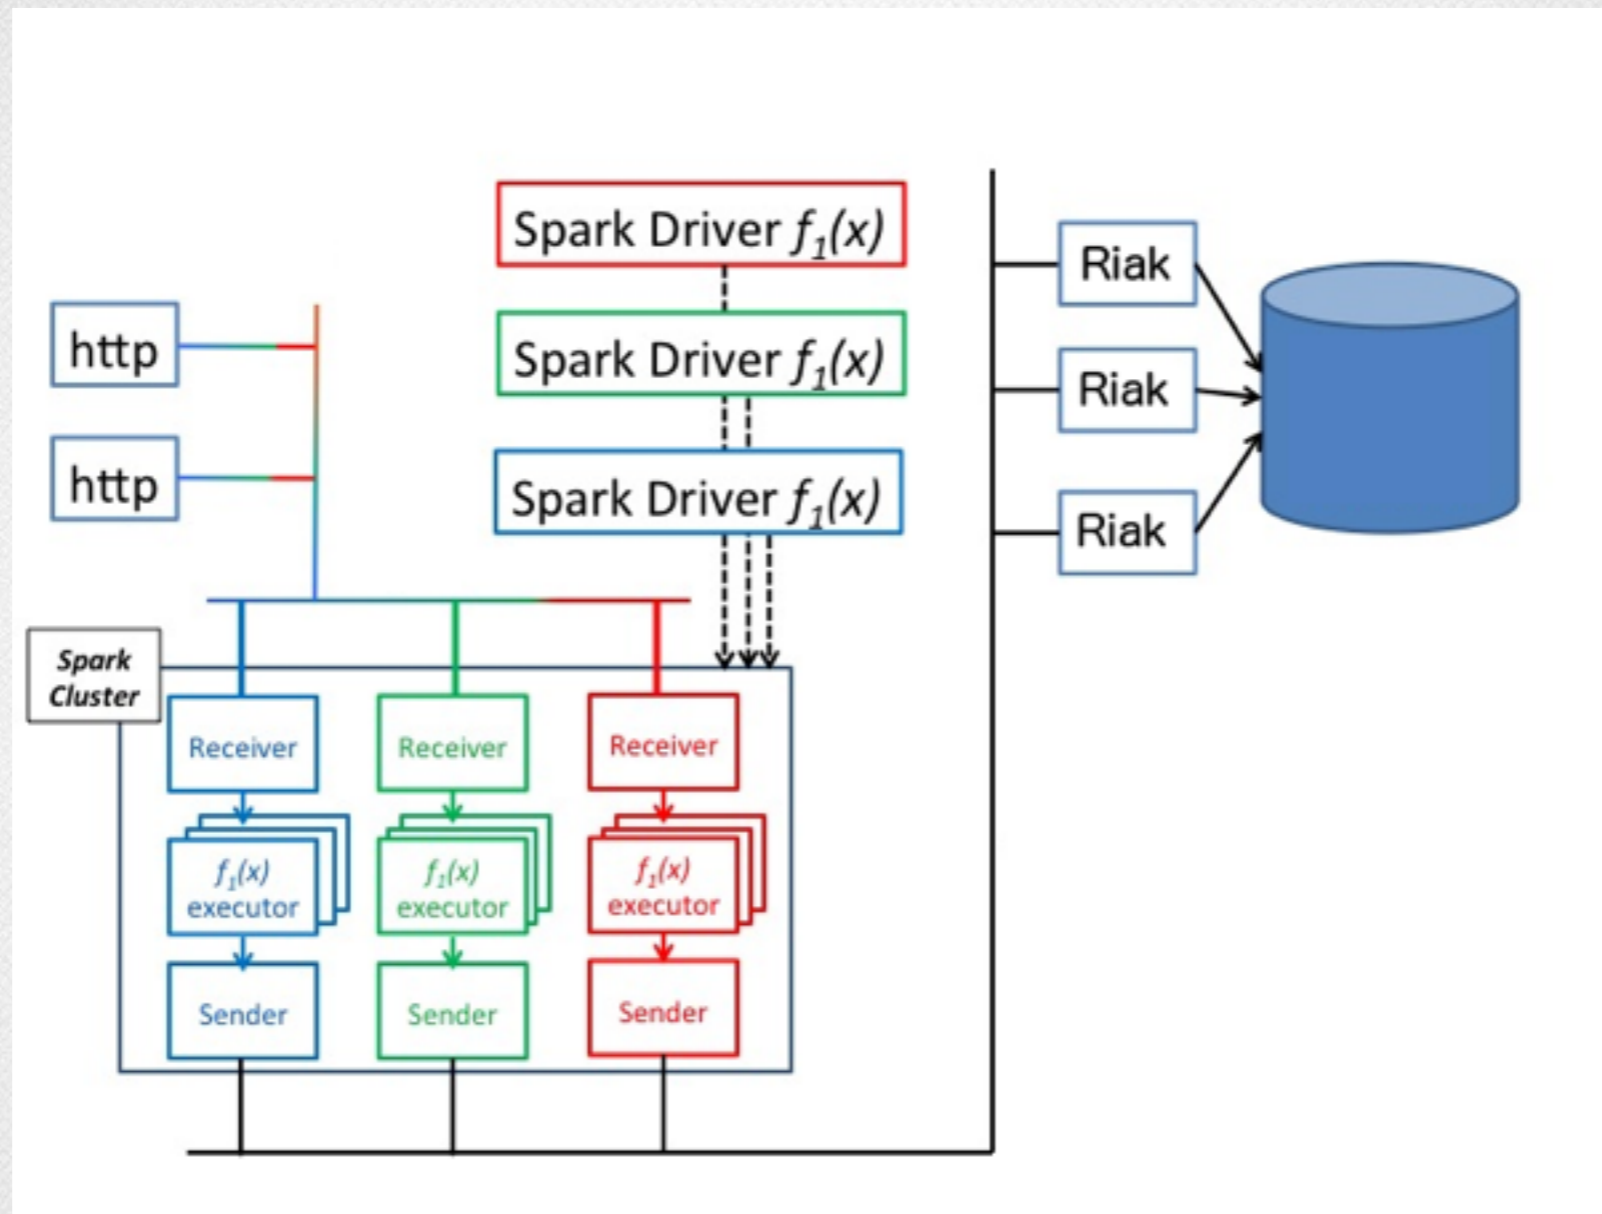 Spark Driver f₁(x)
Spark Driver f₁(x)
Spark Driver f₁(x)
http
http
Riak
Riak
Riak
Spark
Cluster
Receiver
Receiver
Receiver
f₁(x)
executor
f₁(x)
executor
f₁(x)
executor
Sender
Sender
Sender